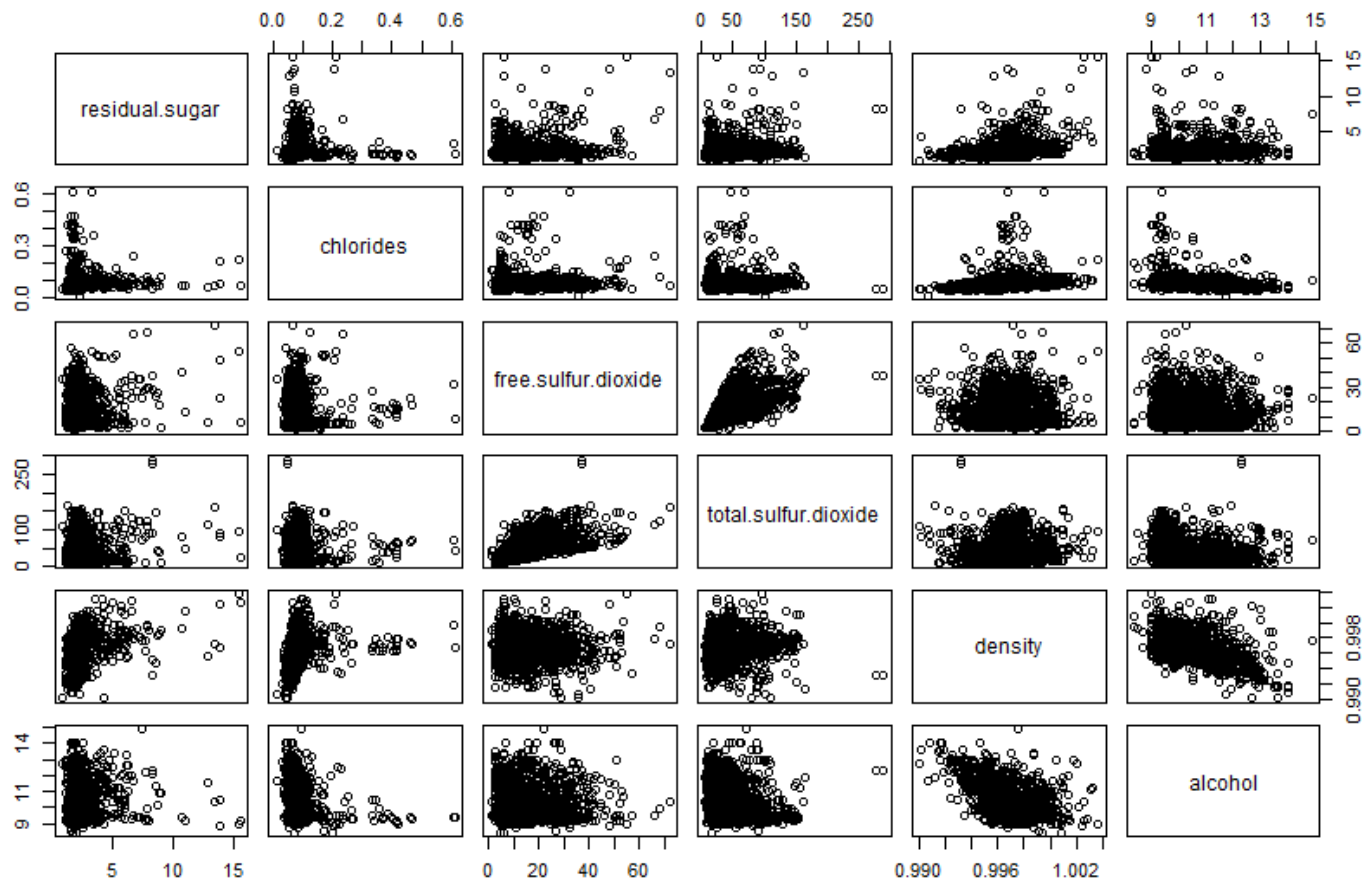 0.0 0.2 0.4 0.6 0 50 150 250 9 11 13 15
residual.sugar
5 10 15
0.0 0.3 0.6
chlorides
free.sulfur.dioxide
0 30 60
0 100 250
total.sulfur.dioxide
density
0.990 0.998
9 11 14
alcohol
5 10 15 0 20 40 60 0.990 0.996 1.002